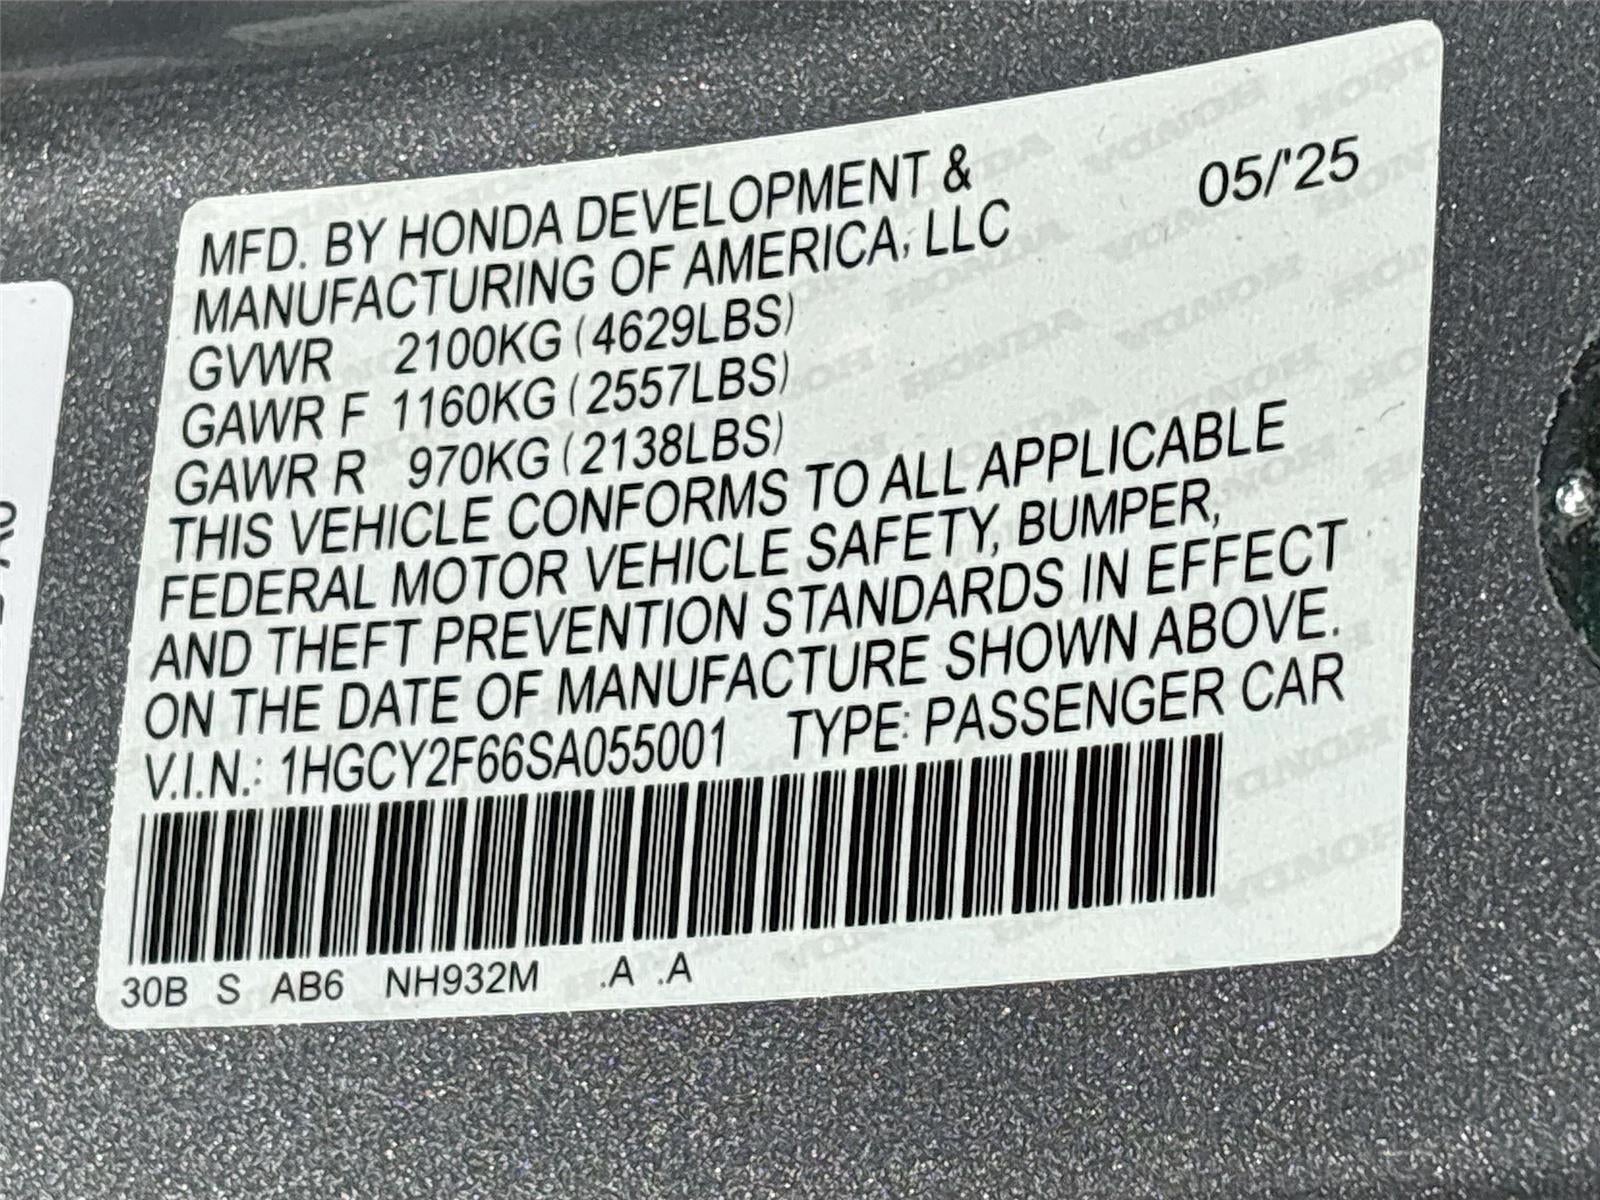 MFD. BY HONDA DEVELOPMENT &
MANUFACTURING OF AMERICA, LLC
05/'25
GVWR 2100KG (4629LBS)
GAWR F 1160KG (2557LBS)
GAWR R 970KG (2138LBS)
THIS VEHICLE CONFORMS TO ALL APPLICABLE
FEDERAL MOTOR VEHICLE SAFETY, BUMPER,
AND THEFT PREVENTION STANDARDS IN EFFECT
ON THE DATE OF MANUFACTURE SHOWN ABOVE.
V.I.N.: 1HGCY2F66SA055001 TYPE: PASSENGER CAR
30B S AB6 NH932M .A .A